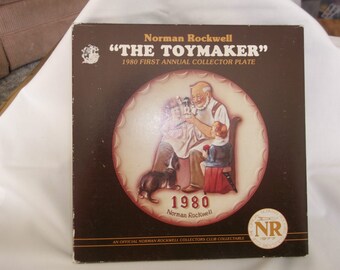 Norman Rockwell
"THE TOYMAKER"
1980 FIRST ANNUAL COLLECTOR PLATE
1980
Norman Rockwell
NR
AN OFFICIAL NORMAN ROCKWELL COLLECTORS CLUB COLLECTIBLE